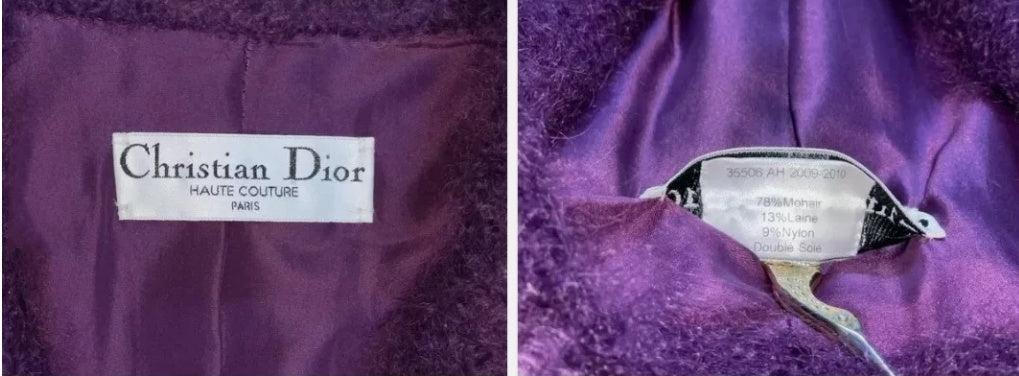 Christian Dior
HAUTE COUTURE
PARIS
35506 AH 2009-2010
78%Mohair
13%Laine
9%Nylon
Double Soie